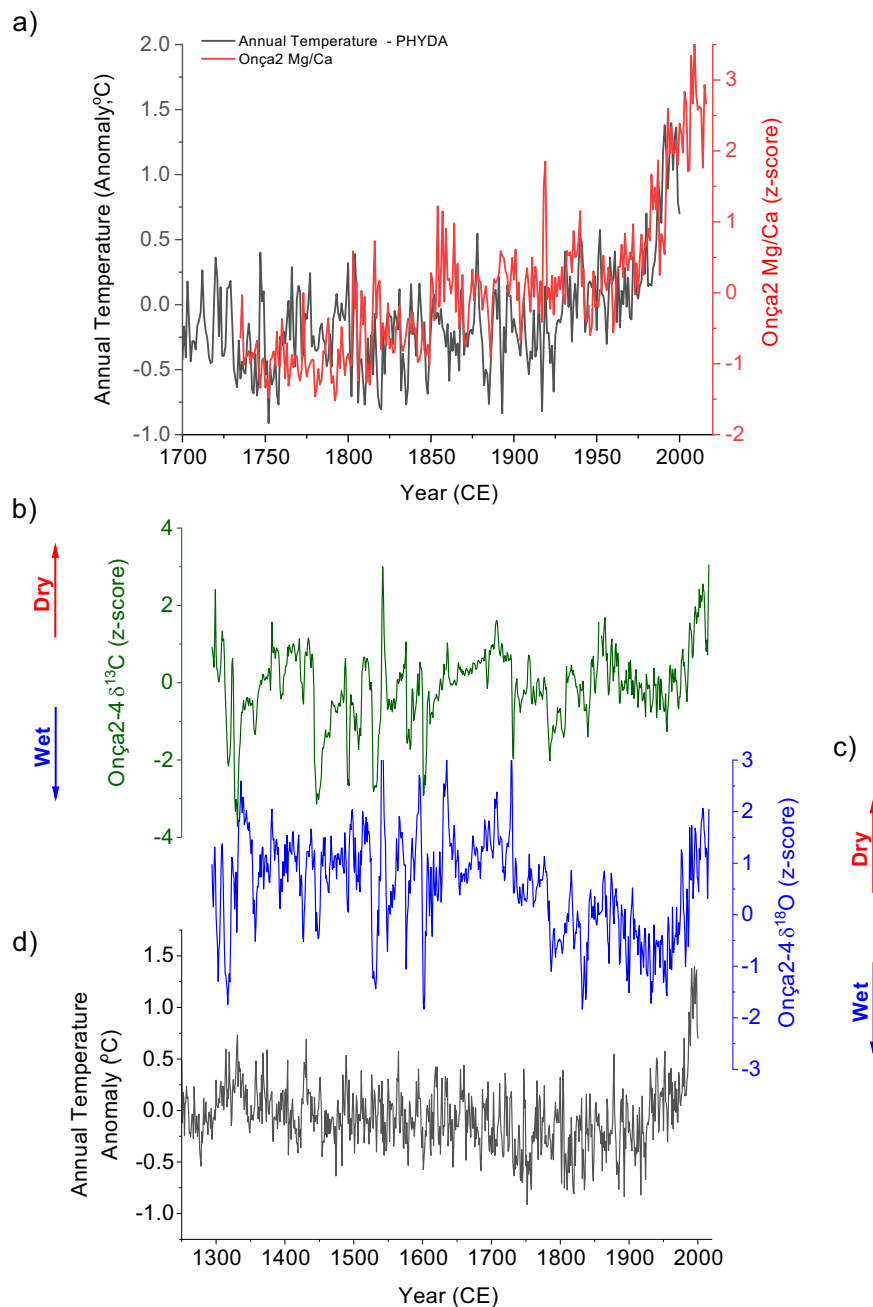 a)
Annual Temperature - PHYDA
Onça2 Mg/Ca
Annual Temperature (Anomaly,ºC)
2.0
1.5
1.0
0.5
0.0
-0.5
-1.0
Onça2 Mg/Ca (z-score)
3
2
1
0
-1
-2
1700 1750 1800 1850 1900 1950 2000
Year (CE)
b)
Dry
Wet
Onça2-4 δ¹³C (z-score)
4
2
0
-2
-4
c)
Dry
Wet
Onça2-4 δ¹⁸O (z-score)
3
2
1
0
-1
-2
-3
d)
Annual Temperature
Anomaly (ºC)
1.5
1.0
0.5
0.0
-0.5
-1.0
1300 1400 1500 1600 1700 1800 1900 2000
Year (CE)